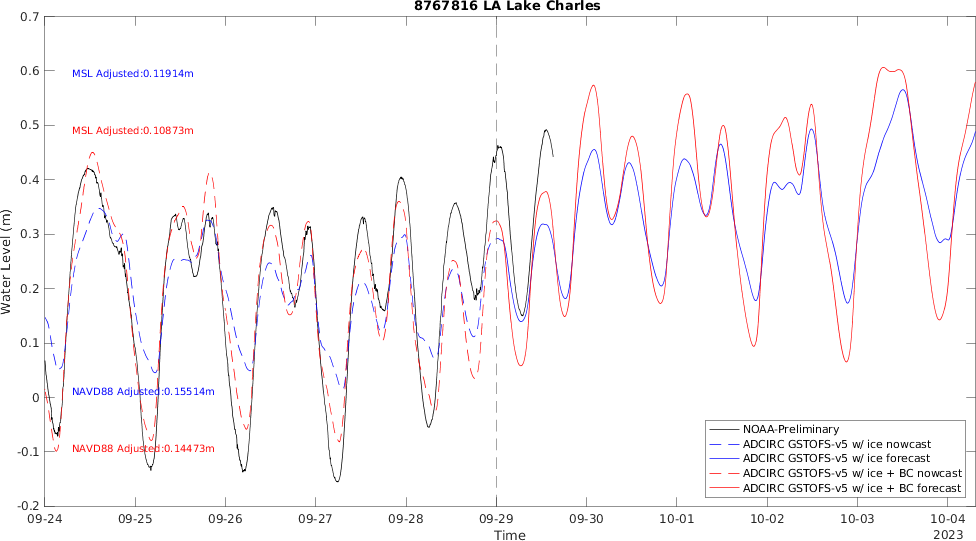 8767816 LA Lake Charles
0.7
0.6
0.5
0.4
0.3
0.2
0.1
0
-0.1
-0.2
Water Level (m)
MSL Adjusted:0.11914m
MSL Adjusted:0.10873m
NAVD88 Adjusted:0.15514m
NAVD88 Adjusted:0.14473m
NOAA-Preliminary
ADCIRC GSTOFS-v5 w/ ice nowcast
ADCIRC GSTOFS-v5 w/ ice forecast
ADCIRC GSTOFS-v5 w/ ice + BC nowcast
ADCIRC GSTOFS-v5 w/ ice + BC forecast
09-24 09-25 09-26 09-27 09-28 09-29 09-30 10-01 10-02 10-03 10-04
Time
2023